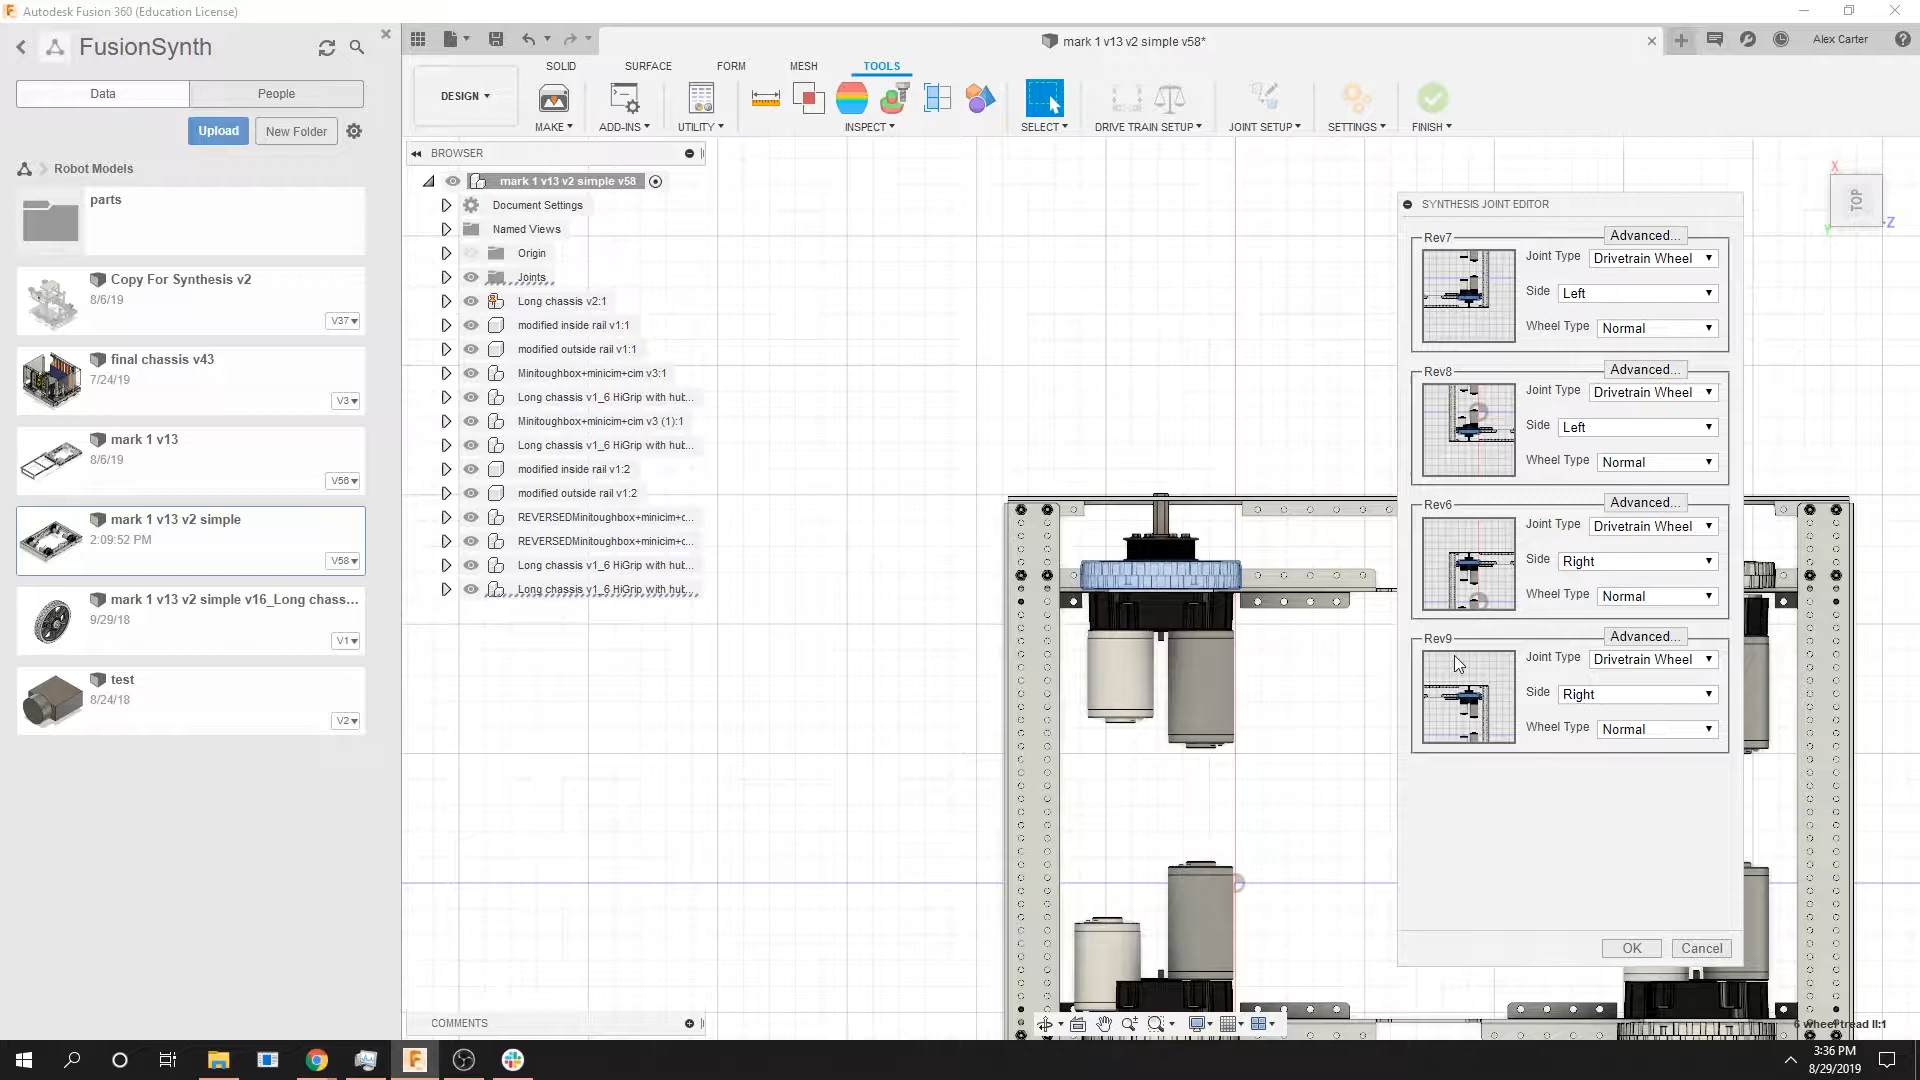 Autodesk Fusion 360 (Education License)
FusionSynth
Data
People
Upload
New Folder
Robot Models
parts
Copy For Synthesis v2
8/6/19
V37
final chassis v43
7/24/19
V3
mark 1 v13
8/6/19
V56
mark 1 v13 v2 simple
2:09:52 PM
V58
mark 1 v13 v2 simple v16_Long chass...
9/29/18
V1
test
8/24/18
V2
mark 1 v13 v2 simple v58*
Alex Carter
SOLID
SURFACE
FORM
MESH
TOOLS
DESIGN
MAKE
ADD-INS
UTILITY
INSPECT
SELECT
DRIVE TRAIN SETUP
JOINT SETUP
SETTINGS
FINISH
BROWSER
mark 1 v13 v2 simple v58
Document Settings
Named Views
Origin
Joints
Long chassis v2:1
modified inside rail v1:1
modified outside rail v1:1
Minitoughbox+minicim+cim v3:1
Long chassis v1_6 HiGrip with hub...
Minitoughbox+minicim+cim v3 (1):1
Long chassis v1_6 HiGrip with hub...
modified inside rail v1:2
modified outside rail v1:2
REVERSEDMinitoughbox+minicim+c...
REVERSEDMinitoughbox+minicim+c...
Long chassis v1_6 HiGrip with hub...
Long chassis v1_6 HiGrip with hub...
COMMENTS
X
TOP
Z
Y
SYNTHESIS JOINT EDITOR
Rev7
Advanced...
Joint Type
Drivetrain Wheel
Side
Left
Wheel Type
Normal
Rev8
Advanced...
Joint Type
Drivetrain Wheel
Side
Left
Wheel Type
Normal
Rev6
Advanced...
Joint Type
Drivetrain Wheel
Side
Right
Wheel Type
Normal
Rev9
Advanced...
Joint Type
Drivetrain Wheel
Side
Right
Wheel Type
Normal
OK
Cancel
6 wheel tread II:1
3:36 PM
8/29/2019